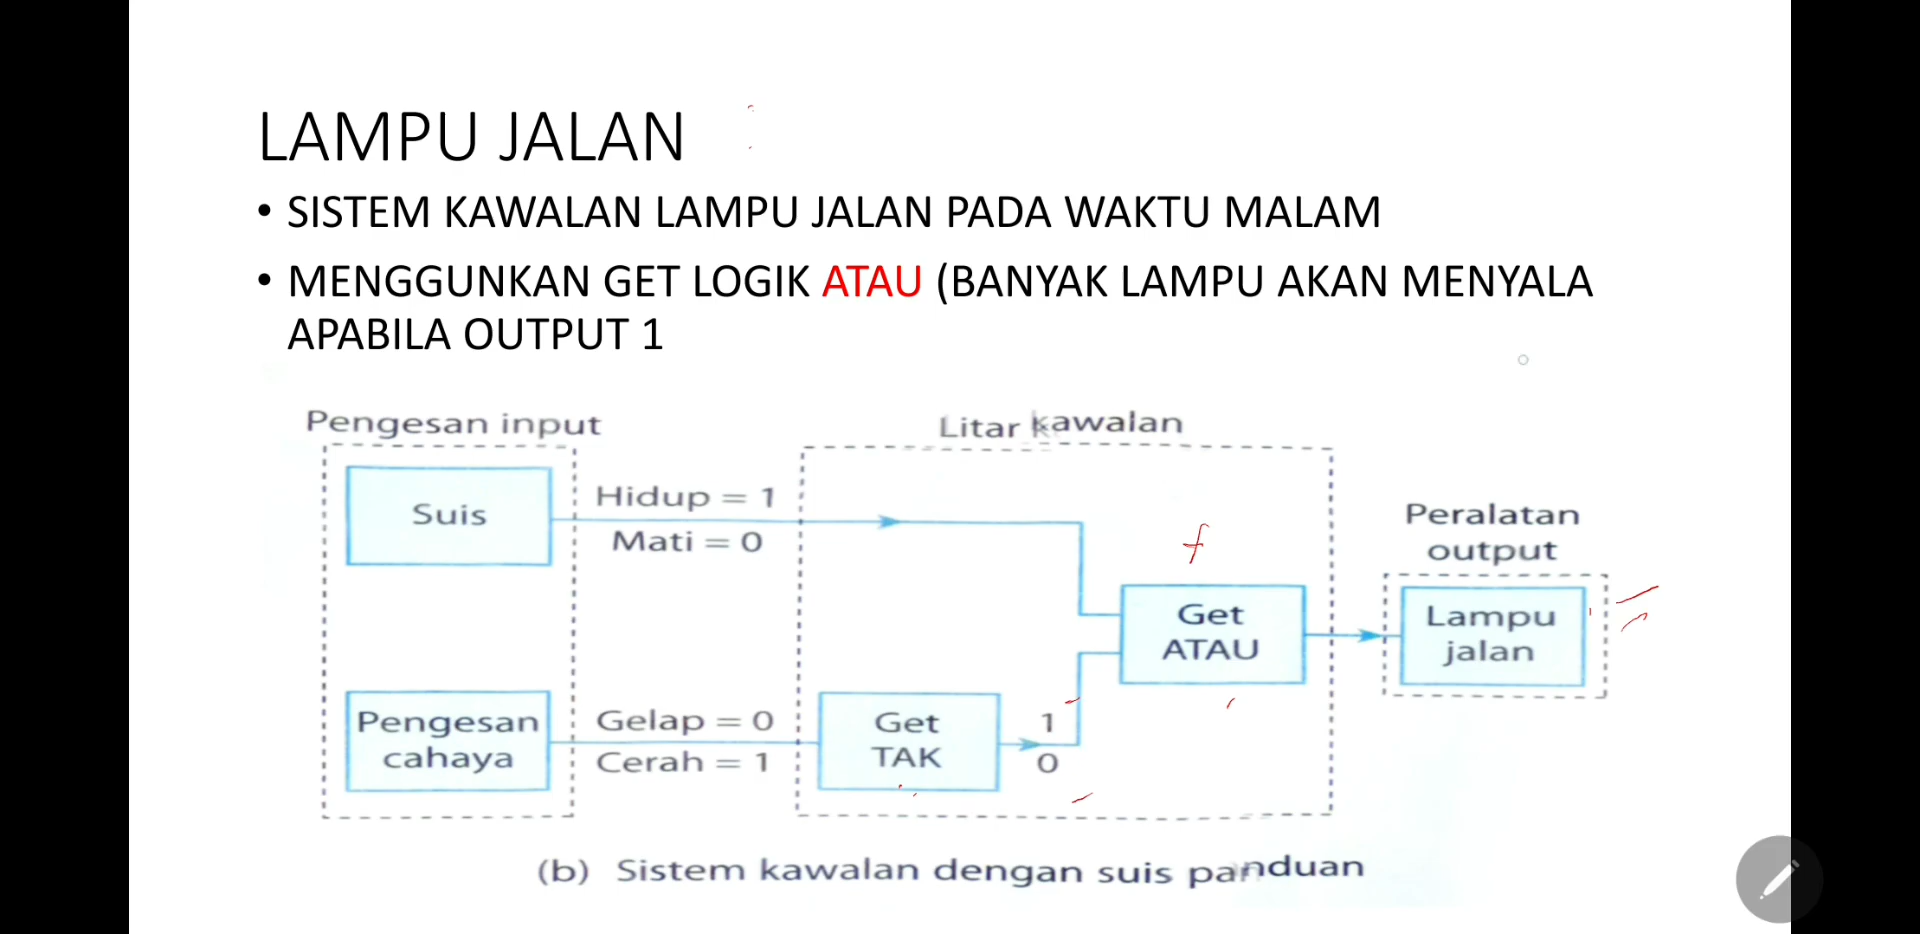 LAMPU JALAN
• SISTEM KAWALAN LAMPU JALAN PADA WAKTU MALAM
• MENGGUNKAN GET LOGIK ATAU (BANYAK LAMPU AKAN MENYALA
APABILA OUTPUT 1
Pengesan input
Litar kawalan
Suis
Hidup = 1
Mati = 0
Peralatan
output
f
Get
ATAU
Lampu
jalan
Pengesan
cahaya
Gelap = 0
Cerah = 1
Get
TAK
1
0
(b) Sistem kawalan dengan suis panduan